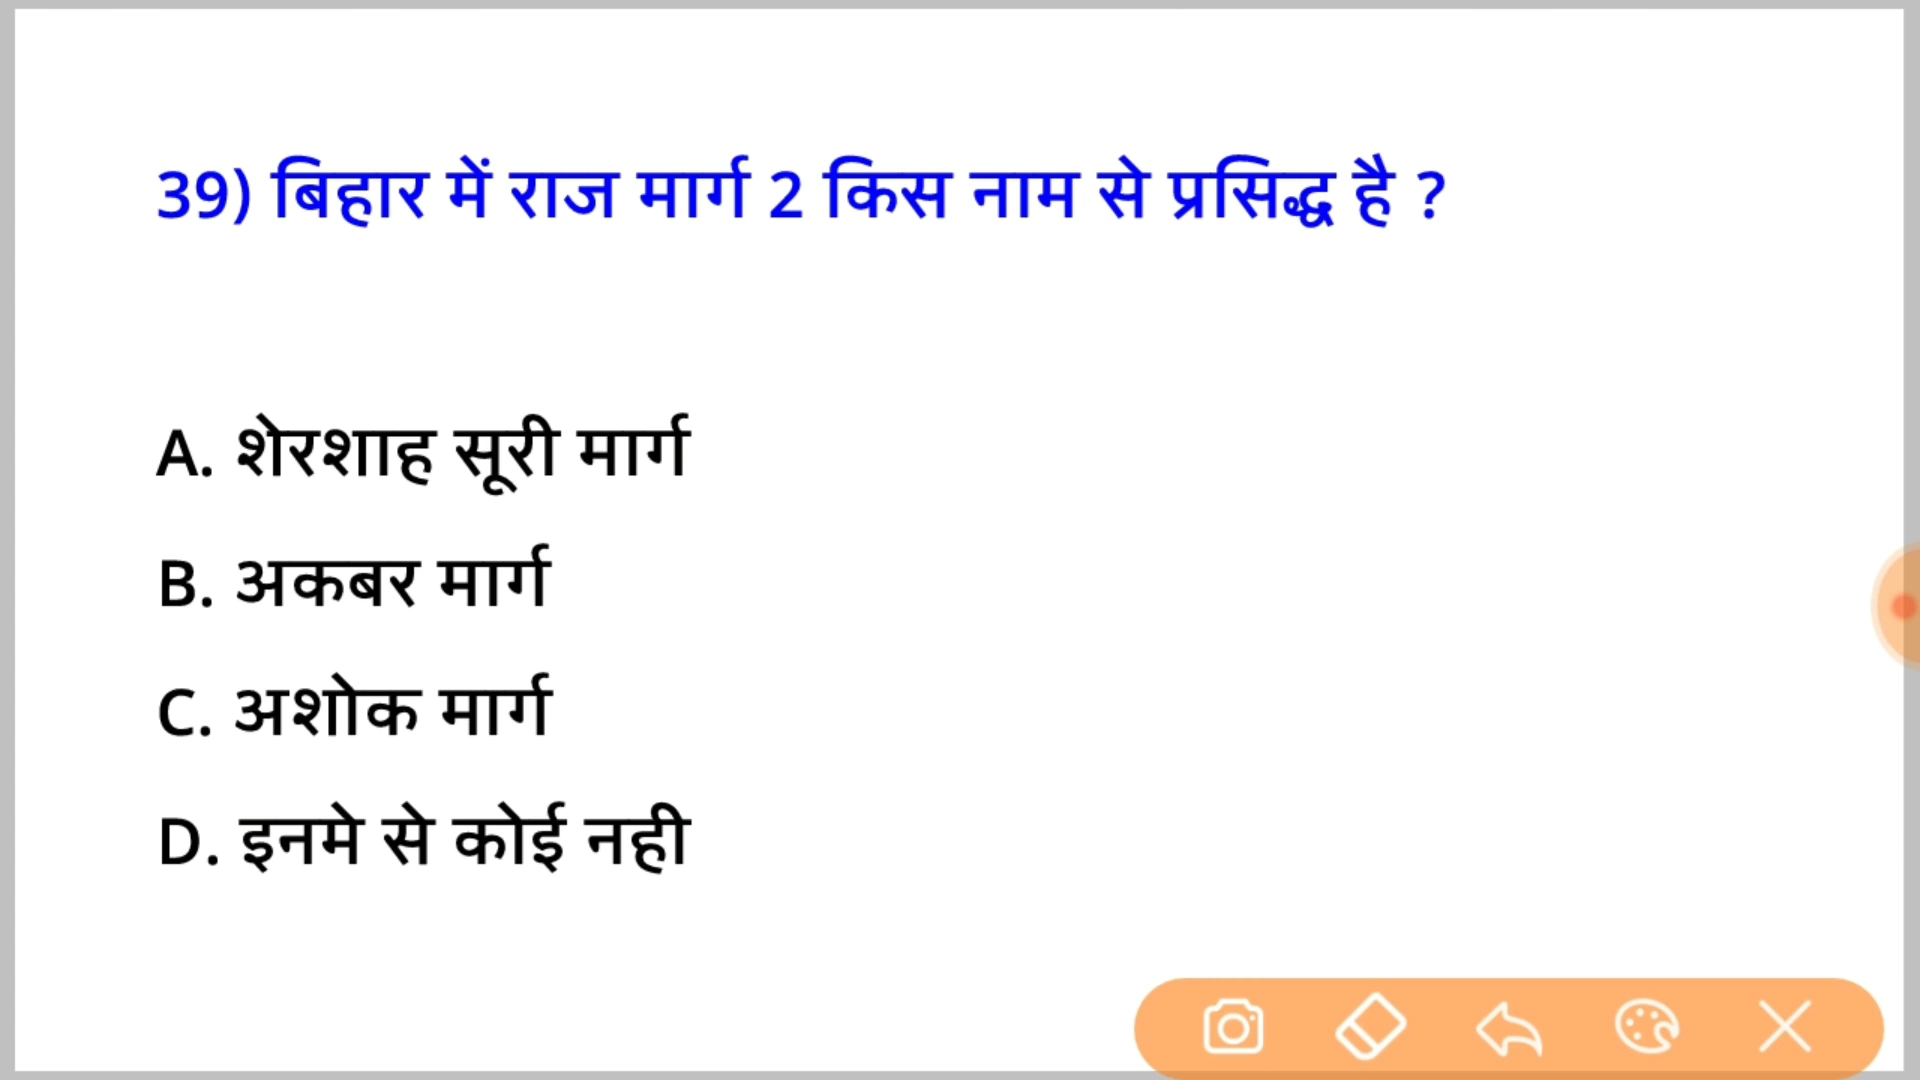 39) बिहार में राज मार्ग 2 किस नाम से प्रसिद्ध है ?
A. शेरशाह सूरी मार्ग
B. अकबर मार्ग
C. अशोक मार्ग
D. इनमे से कोई नही